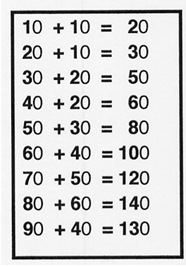 10 + 10 = 20
20 + 10 = 30
30 + 20 = 50
40 + 20 = 60
50 + 30 = 80
60 + 40 = 100
70 + 50 = 120
80 + 60 = 140
90 + 40 = 130